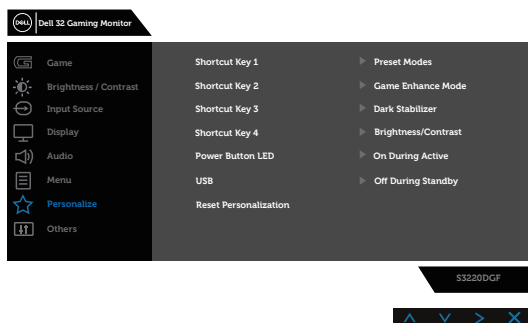 DELL Dell 32 Gaming Monitor
Game Shortcut Key 1 Preset Modes
Brightness / Contrast Shortcut Key 2 Game Enhance Mode
Input Source Shortcut Key 3 Dark Stabilizer
Display Shortcut Key 4 Brightness/Contrast
Audio Power Button LED On During Active
Menu USB Off During Standby
Personalize Reset Personalization
Others
S3220DGF